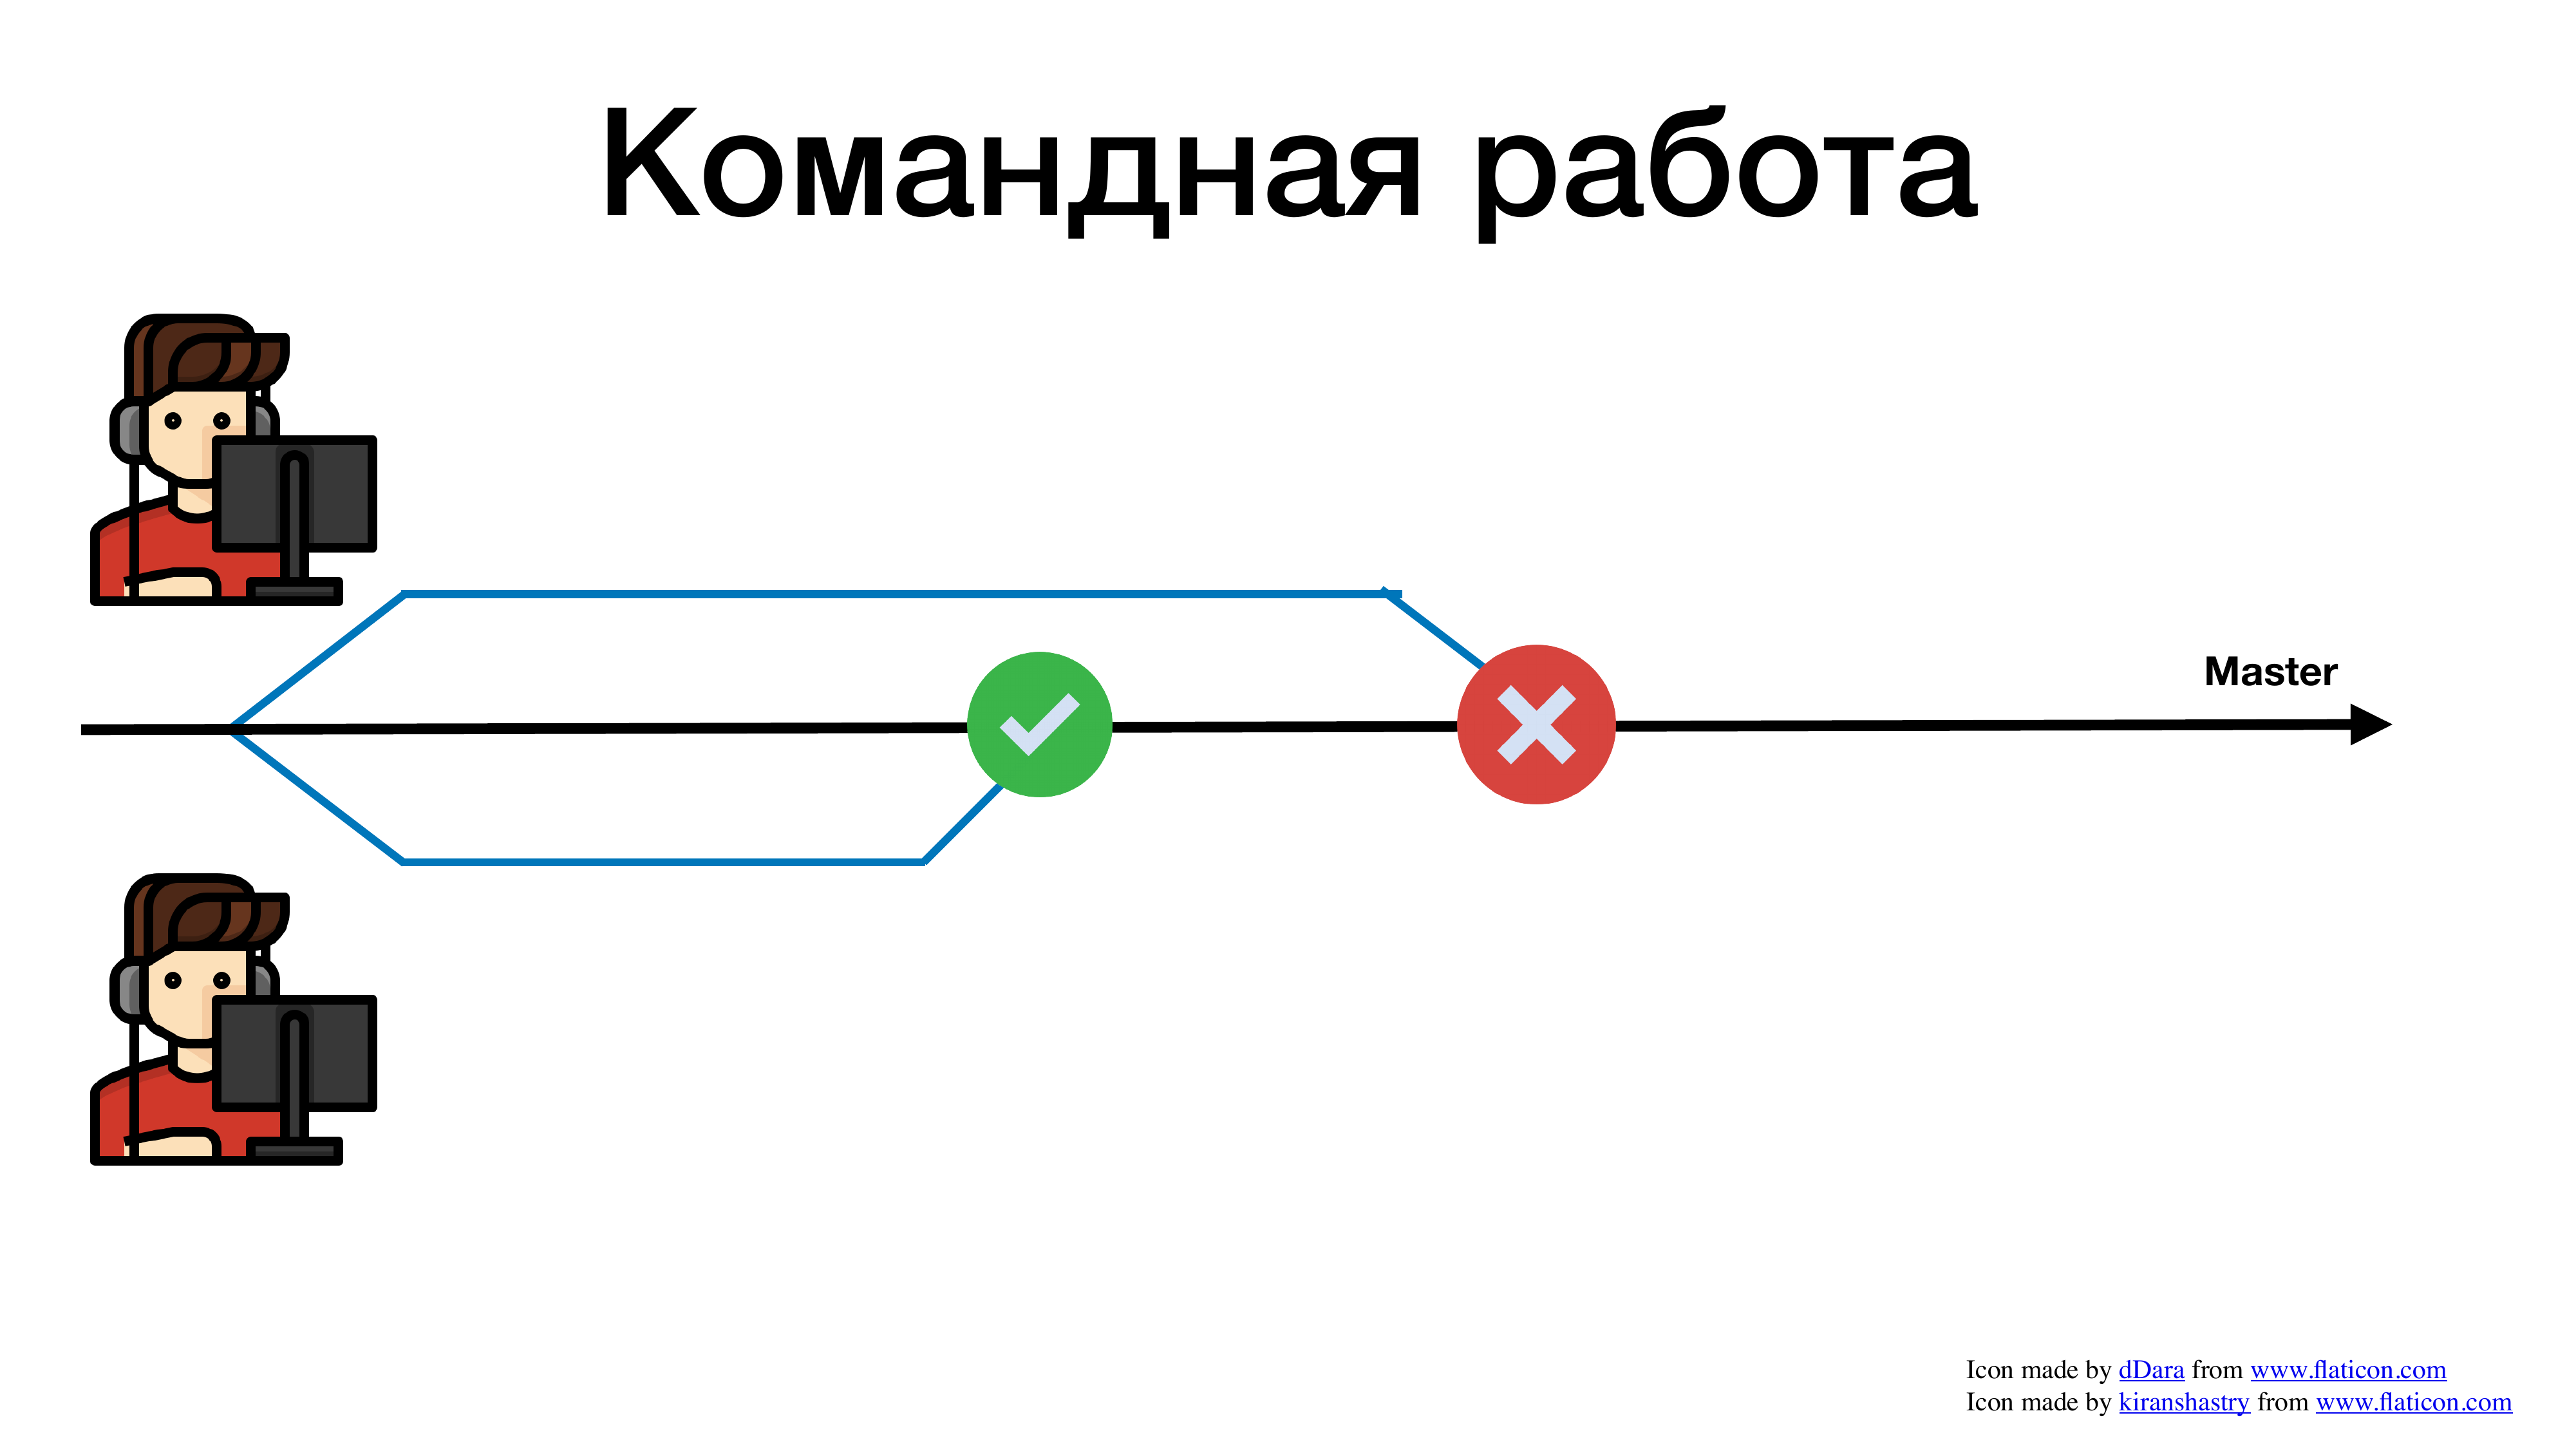 Командная работа
Master
Icon made by dDara from www.flaticon.com
Icon made by kiranshastry from www.flaticon.com